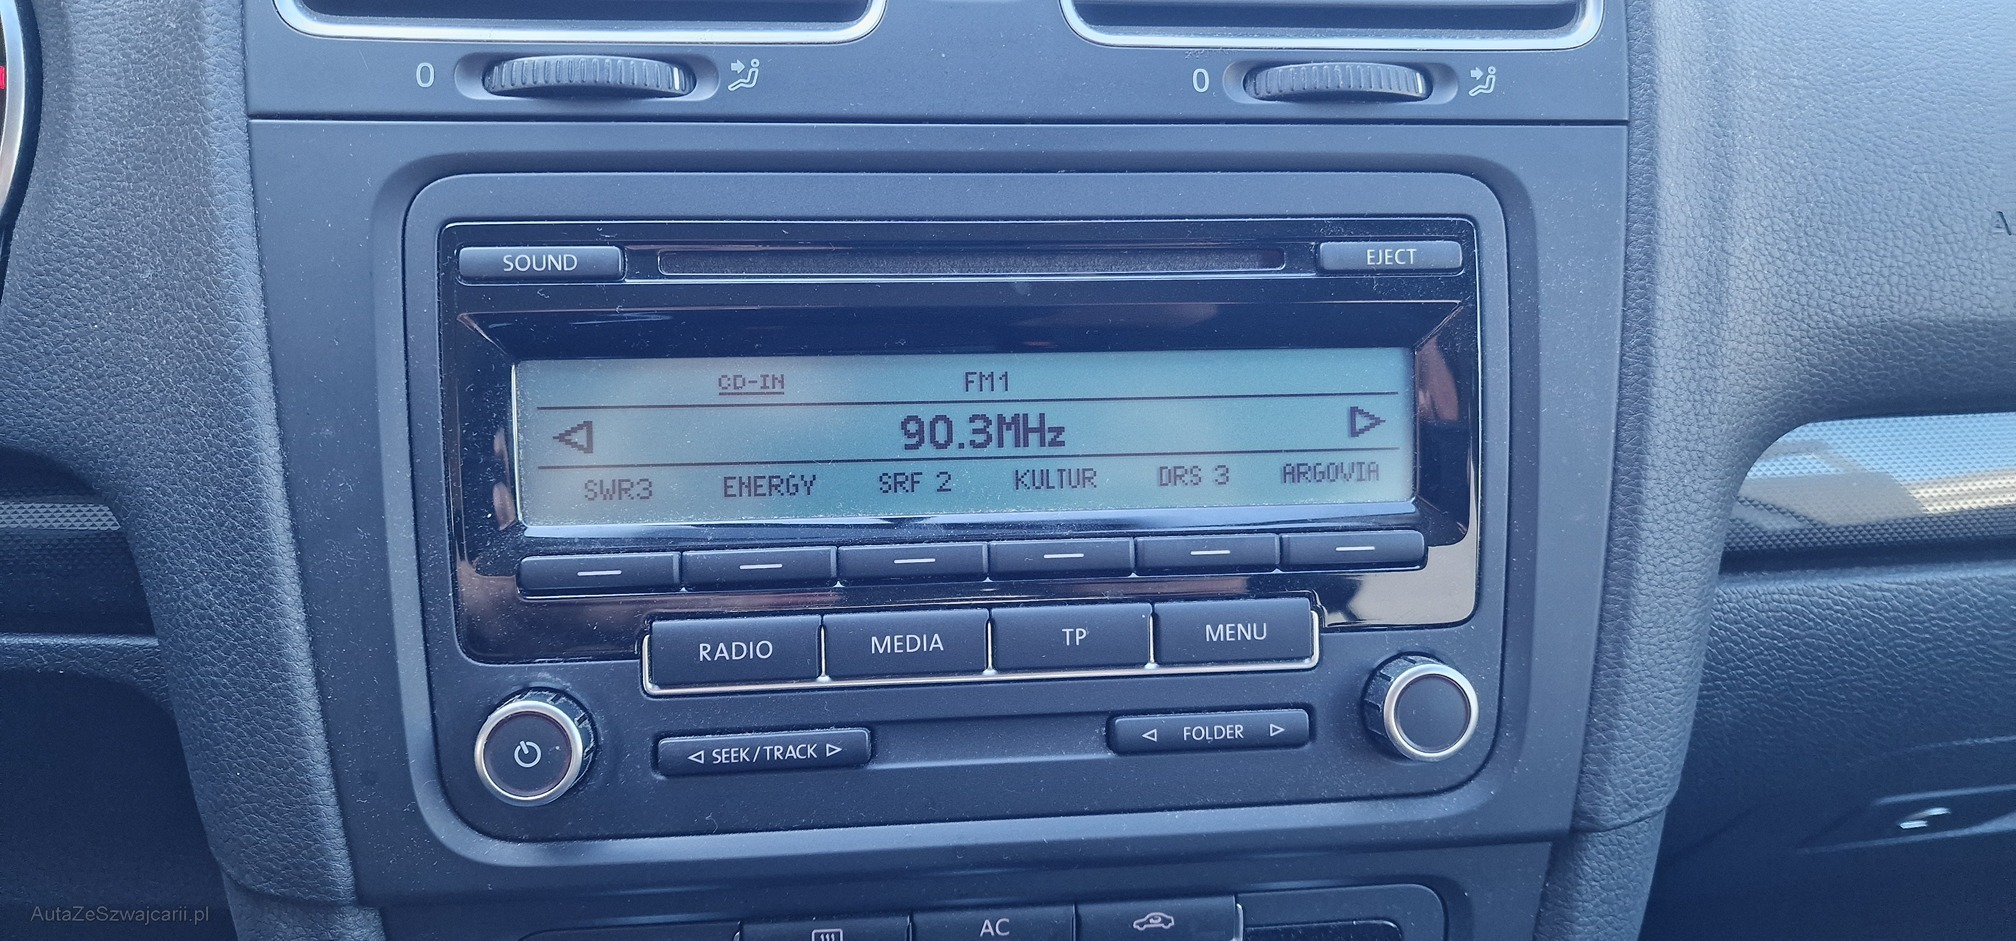 0 0
SOUND EJECT
CD-IN FM1
90.3MHz
SWR3 ENERGY SRF 2 KULTUR DRS 3 ARGOVIA
RADIO MEDIA TP MENU
SEEK/TRACK FOLDER
AC
AutaZeSzwajcarii.pl